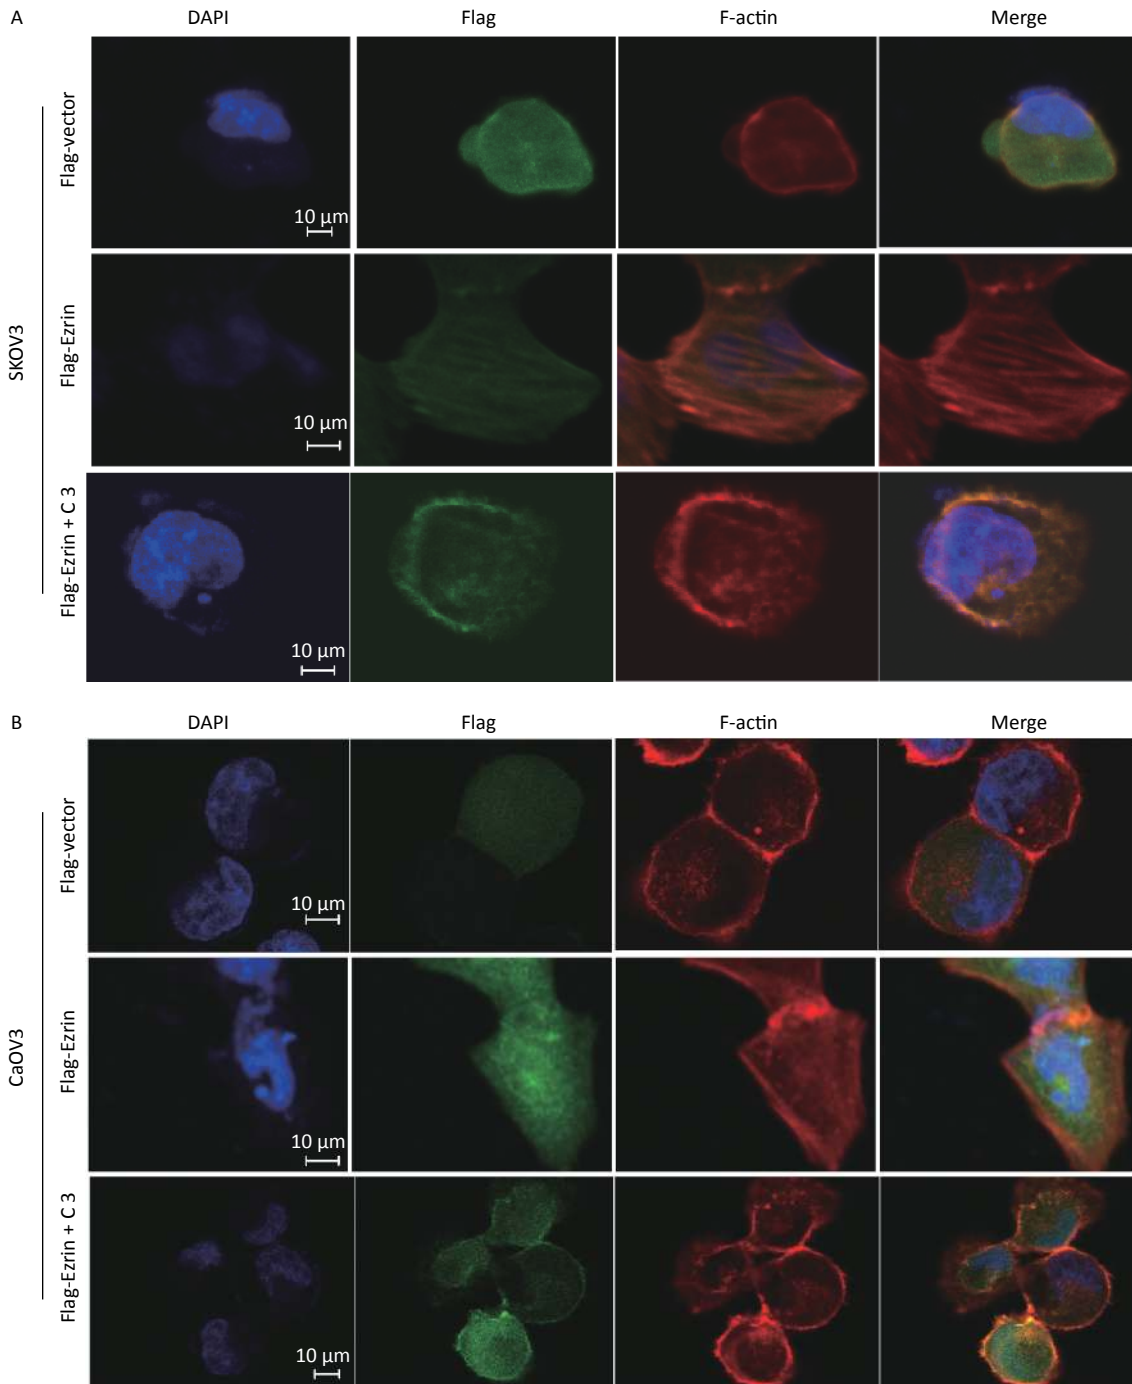 A
DAPI Flag F-actin Merge
SKOV3
Flag-vector
10 μm
Flag-Ezrin
10 μm
Flag-Ezrin + C 3
10 μm
B
DAPI Flag F-actin Merge
CaOV3
Flag-vector
10 μm
Flag-Ezrin
10 μm
Flag-Ezrin + C 3
10 μm